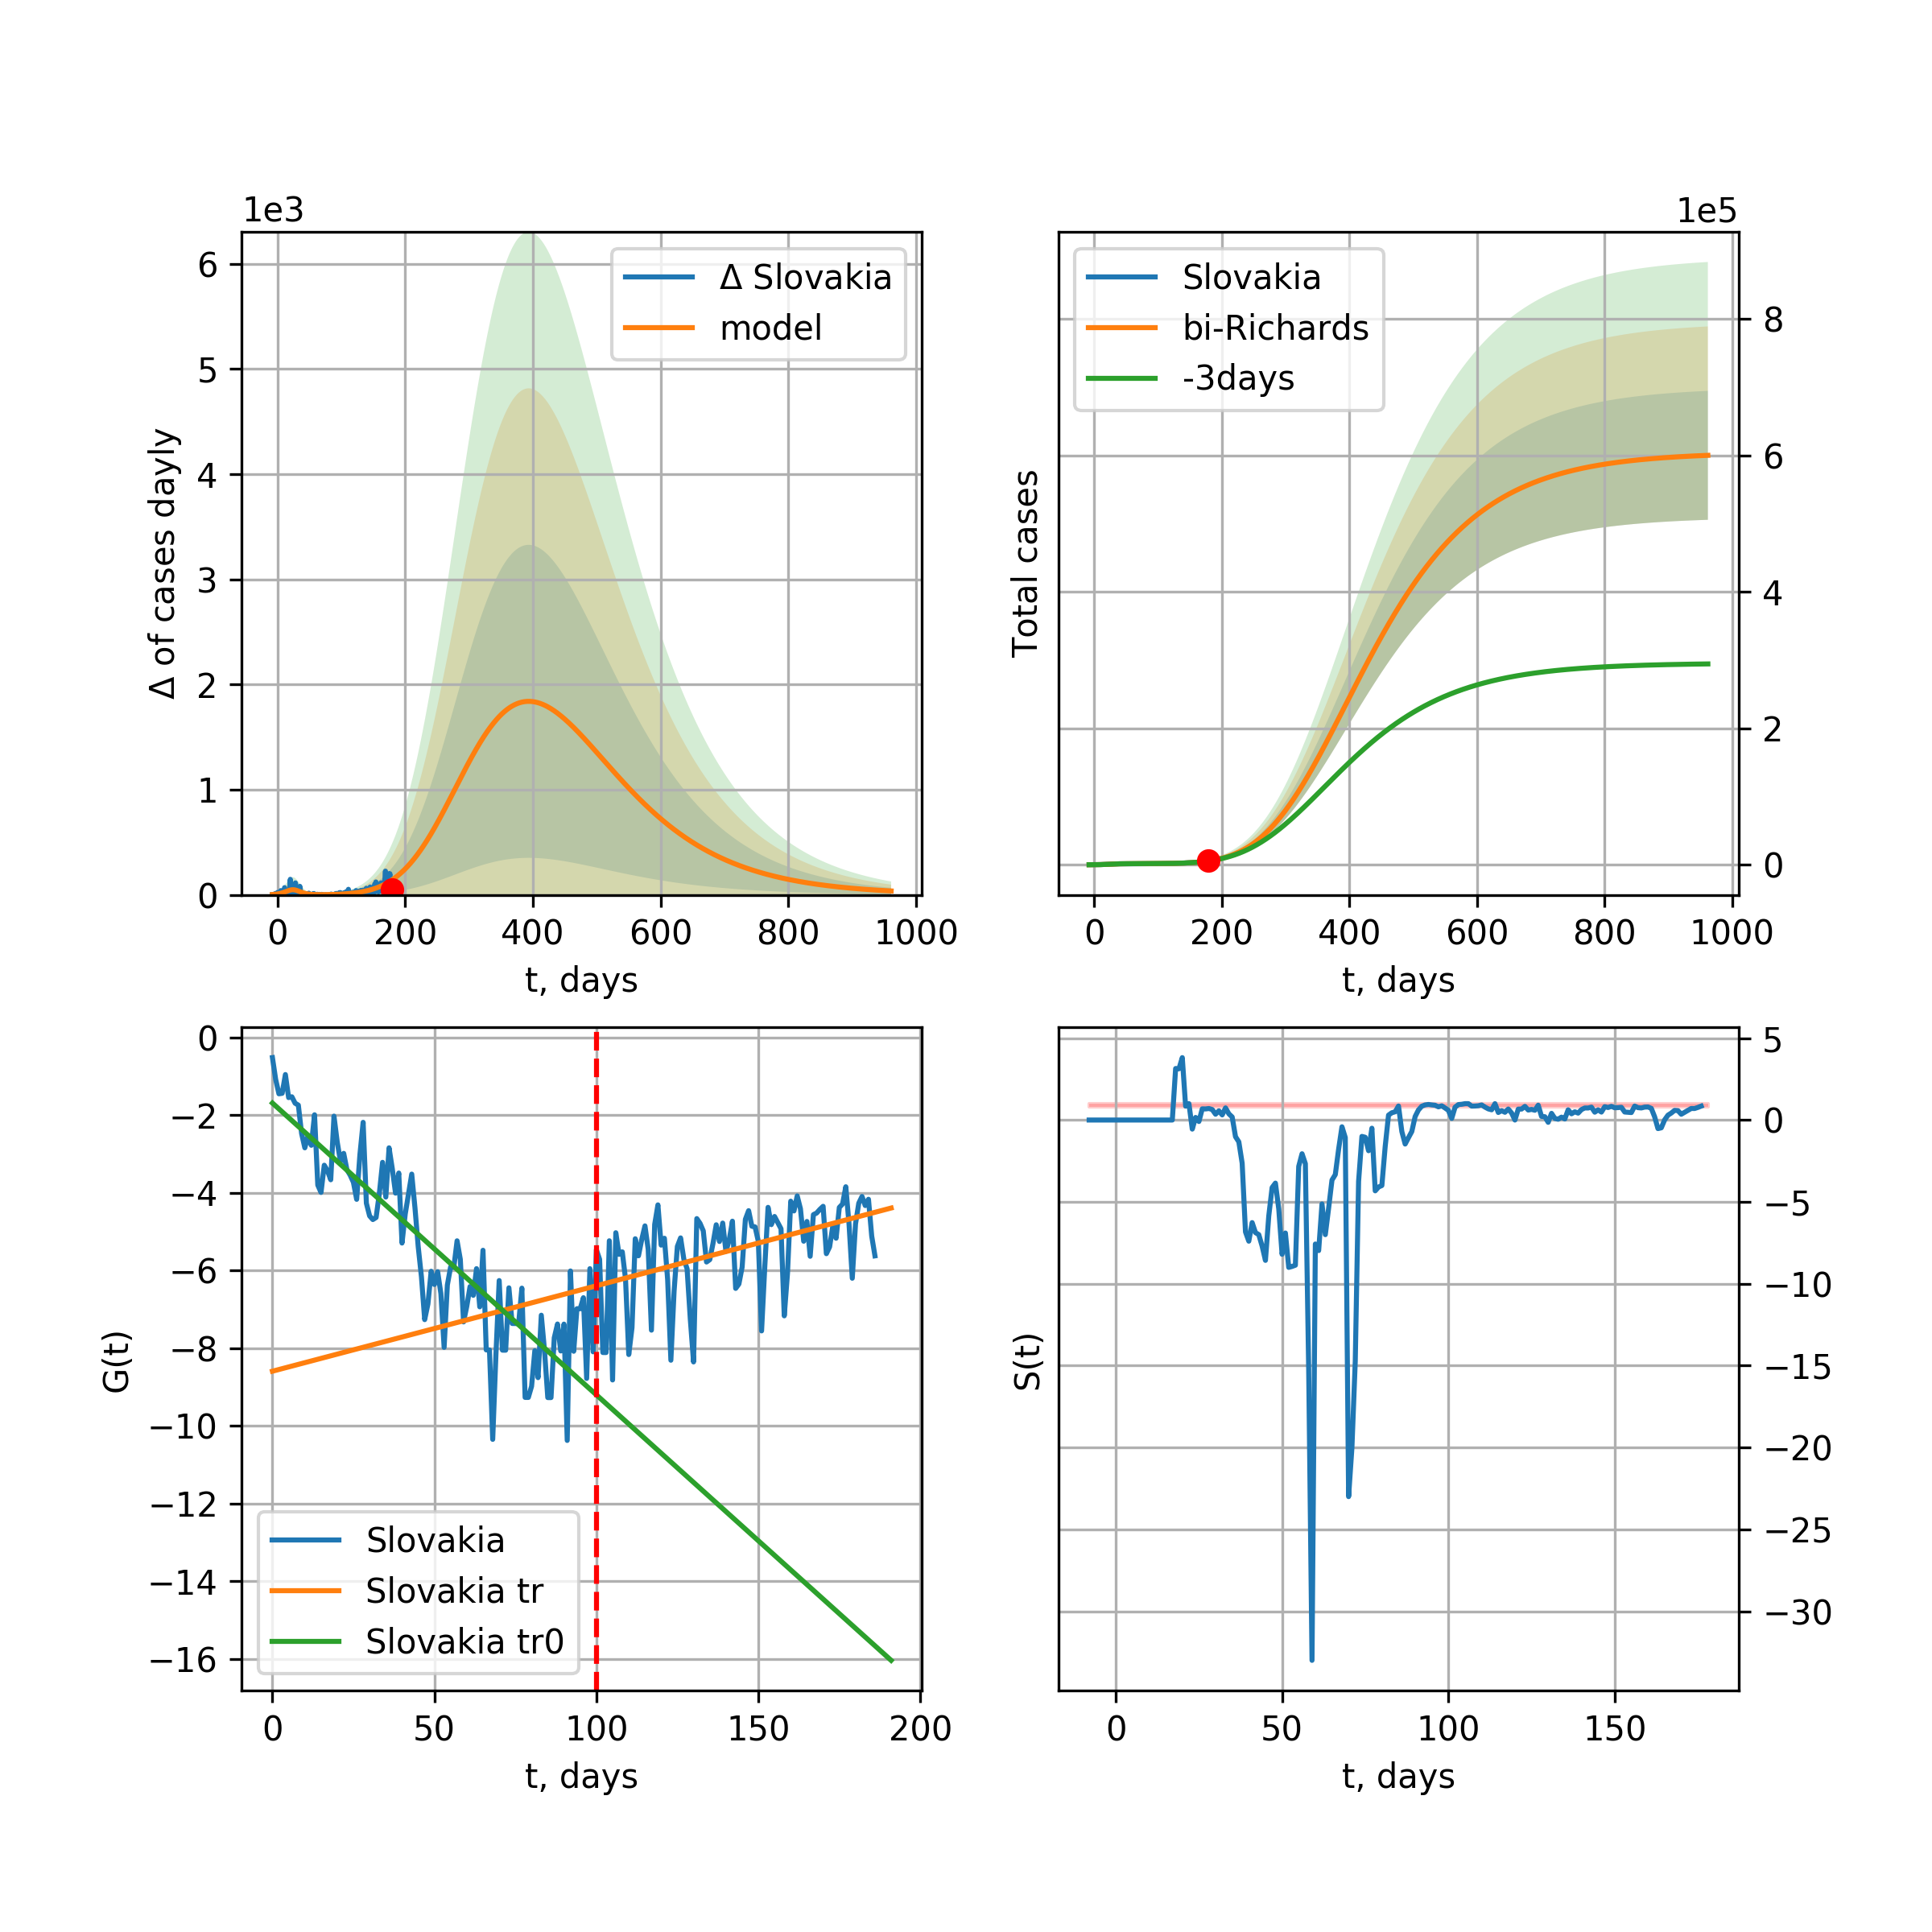 1e3
6
5
4
3
2
1
0
Δ of cases dayly
Δ Slovakia
model
0 200 400 600 800 1000
t, days
1e5
Slovakia
bi-Richards
-3days
8
6
4
2
0
Total cases
0 200 400 600 800 1000
t, days
0
−2
−4
−6
−8
−10
−12
−14
−16
G(t)
Slovakia
Slovakia tr
Slovakia tr0
0 50 100 150 200
t, days
5
0
−5
−10
−15
−20
−25
−30
S(t)
0 50 100 150
t, days